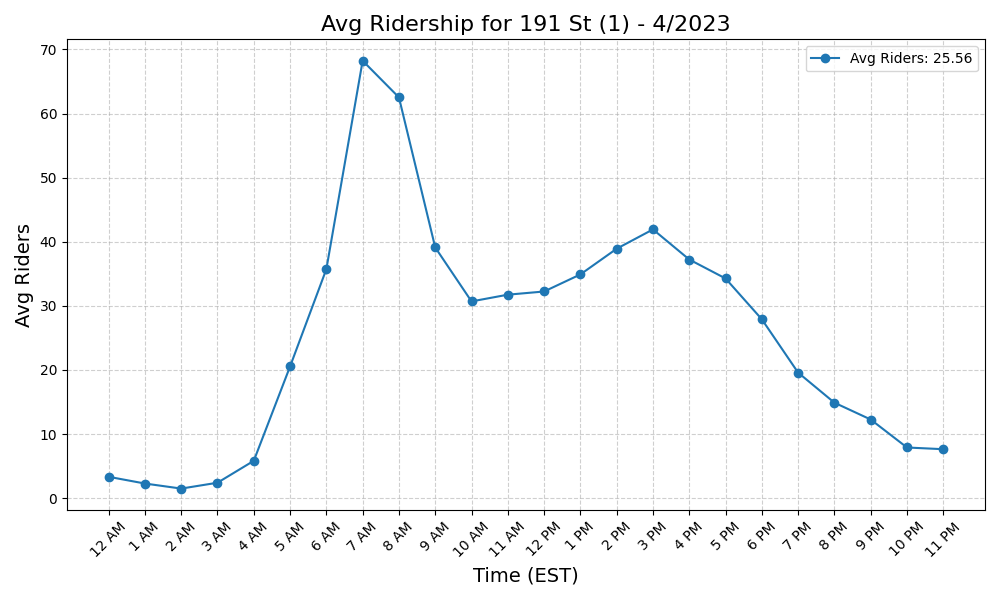 Avg Ridership for 191 St (1) - 4/2023
Avg Riders: 25.56
Avg Riders
70
60
50
40
30
20
10
0
12 AM
1 AM
2 AM
3 AM
4 AM
5 AM
6 AM
7 AM
8 AM
9 AM
10 AM
11 AM
12 PM
1 PM
2 PM
3 PM
4 PM
5 PM
6 PM
7 PM
8 PM
9 PM
10 PM
11 PM
Time (EST)